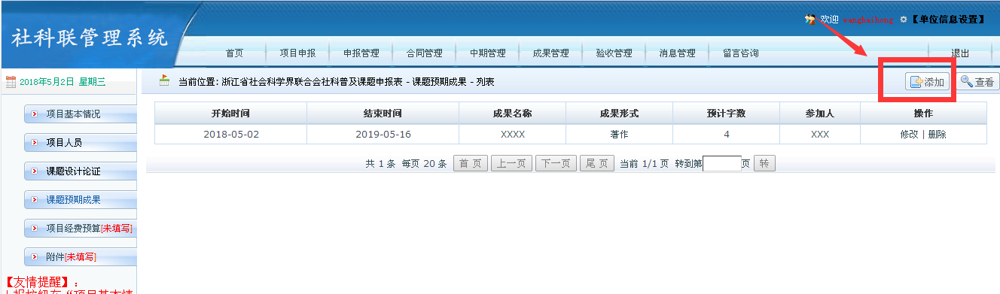 社科联管理系统
欢迎 wanghaihong 【单位信息设置】
首页 项目申报 申报管理 合同管理 中期管理 成果管理 验收管理 消息管理 留言咨询 退出
2018年5月2日 星期三
当前位置: 浙江省社会科学界联合会社科普及课题申报表 - 课题预期成果 - 列表
添加 查看
项目基本情况
项目人员
课题设计论证
课题预期成果
项目经费预算[未填写]
附件[未填写]
【友情提醒】：
开始时间 结束时间 成果名称 成果形式 预计字数 参加人 操作
2018-05-02 2019-05-16 XXXX 著作 4 XXX 修改 | 删除
共 1 条 每页 20 条 首 页 上一页 下一页 尾 页 当前 1/1 页 转到第 页 转